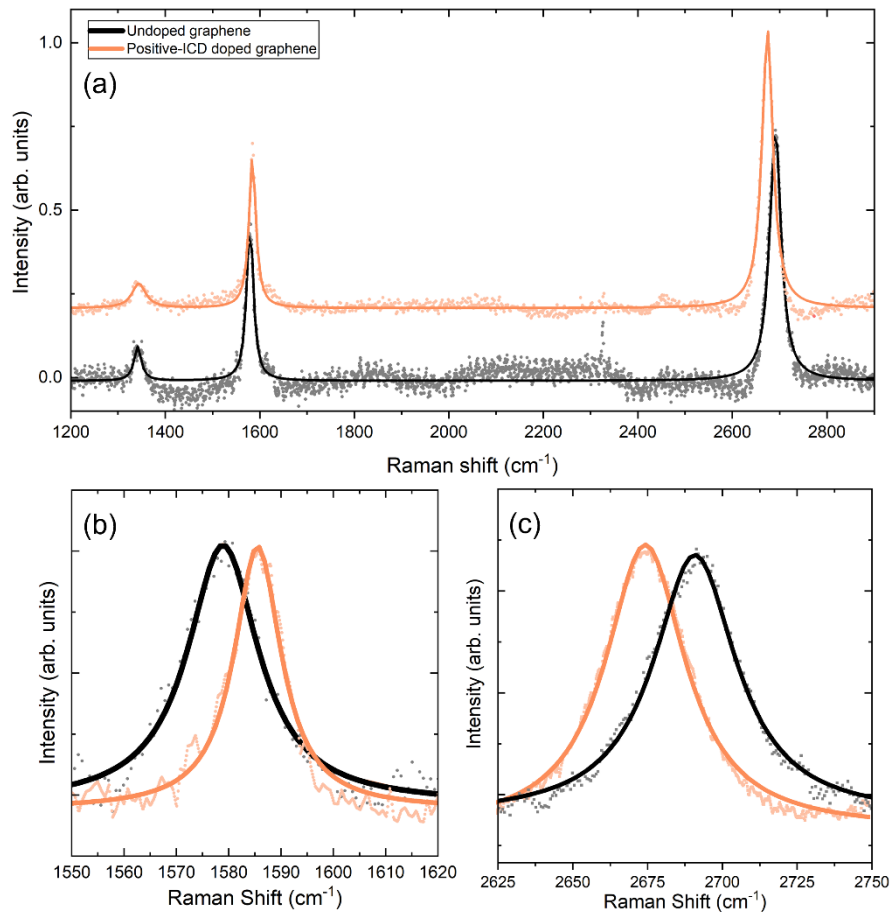 Undoped graphene
Positive-ICD doped graphene
(a)
1.0
0.5
0.0
Intensity (arb. units)
1200 1400 1600 1800 2000 2200 2400 2600 2800
Raman shift (cm⁻¹)
(b)
Intensity (arb. units)
1550 1560 1570 1580 1590 1600 1610 1620
Raman Shift (cm⁻¹)
(c)
Intensity (arb. units)
2625 2650 2675 2700 2725 2750
Raman Shift (cm⁻¹)